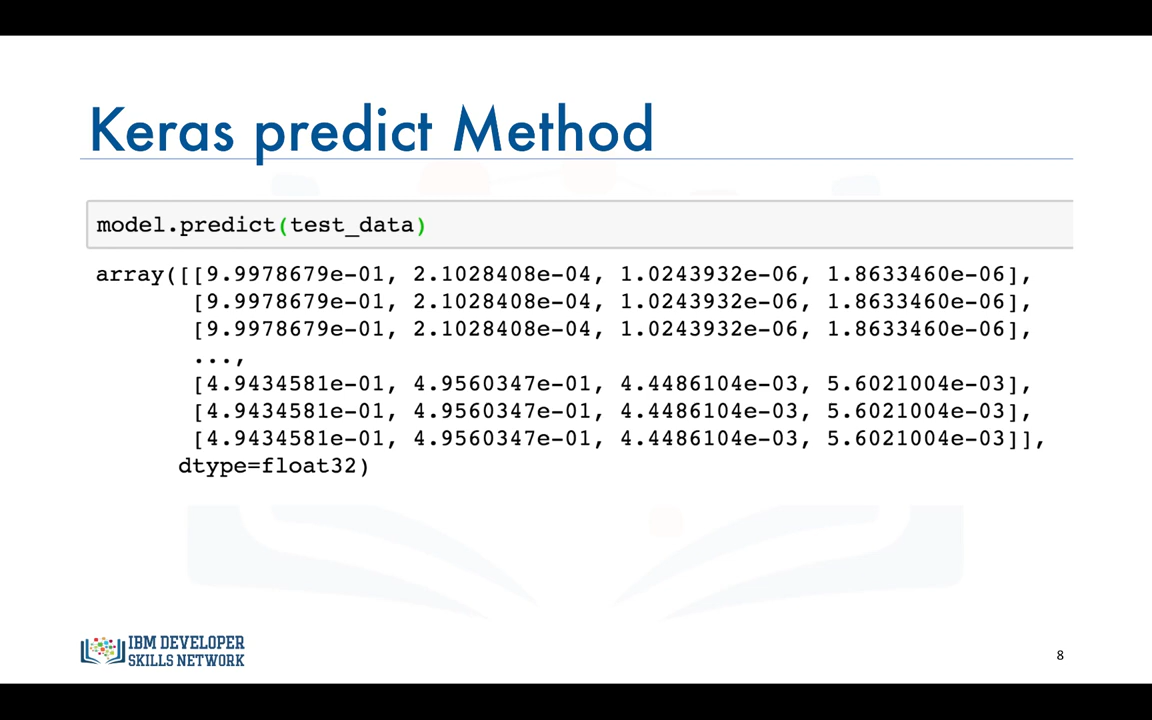 Keras predict Method
model.predict(test_data)
array([[9.9978679e-01, 2.1028408e-04, 1.0243932e-06, 1.8633460e-06],
[9.9978679e-01, 2.1028408e-04, 1.0243932e-06, 1.8633460e-06],
[9.9978679e-01, 2.1028408e-04, 1.0243932e-06, 1.8633460e-06],
...,
[4.9434581e-01, 4.9560347e-01, 4.4486104e-03, 5.6021004e-03],
[4.9434581e-01, 4.9560347e-01, 4.4486104e-03, 5.6021004e-03],
[4.9434581e-01, 4.9560347e-01, 4.4486104e-03, 5.6021004e-03]],
dtype=float32)
IBM DEVELOPER
SKILLS NETWORK
8